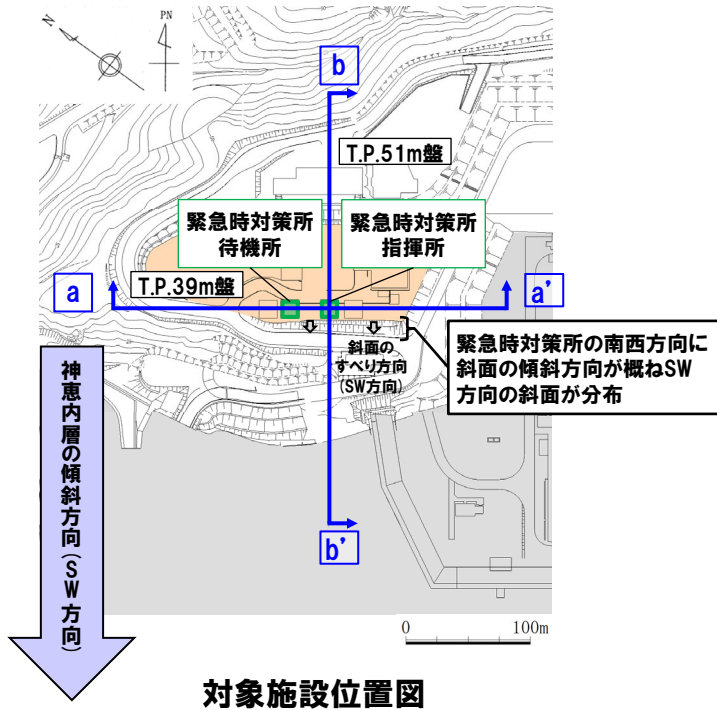 N
PN
b
T.P.51m盤
緊急時対策所
待機所
緊急時対策所
指揮所
a
T.P.39m盤
a'
斜面の
すべり方向
(SW方向)
緊急時対策所の南西方向に
斜面の傾斜方向が概ねSW
方向の斜面が分布
神恵内層の傾斜方向(SW方向)
b'
0
100m
対象施設位置図